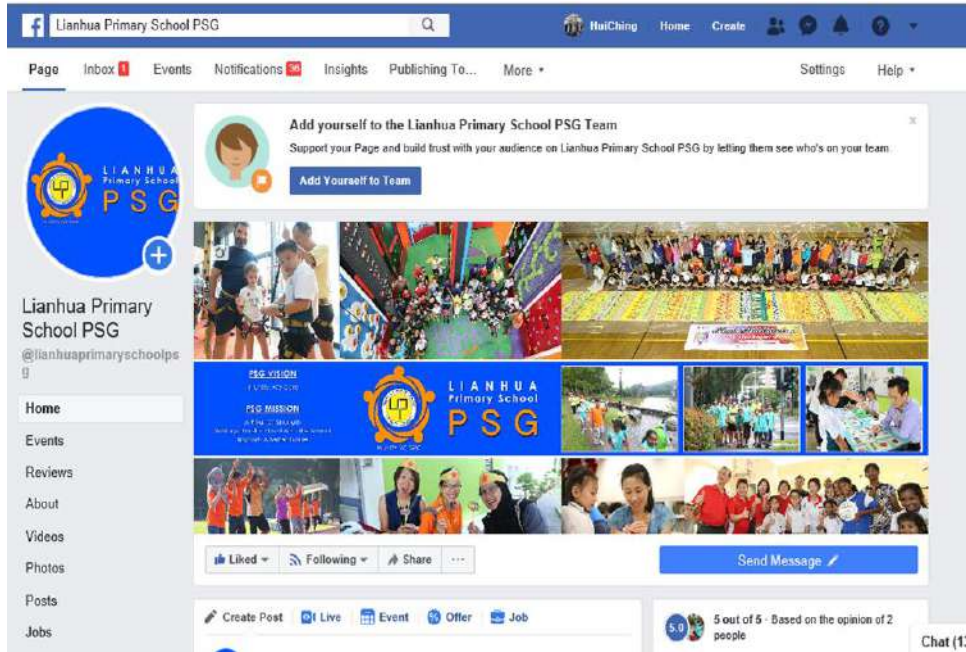 Lianhua Primary School PSG
HuiChing Home Create
Page Inbox 1 Events Notifications 36 Insights Publishing To... More Settings Help
Add yourself to the Lianhua Primary School PSG Team
Support your Page and build trust with your audience on Lianhua Primary School PSG by letting them see who's on your team.
Add Yourself to Team
LIANHUA
Primary School
PSG
Lianhua Primary
School PSG
@lianhuaprimaryschoolps
g
Home
Events
Reviews
About
Videos
Photos
Posts
Jobs
PSG VISION
PSG MISSION
LIANHUA
Primary School
PSG
Liked Following Share ...
Send Message
Create Post Live Event Offer Job
5.0
5 out of 5 · Based on the opinion of 2
people
Chat (13